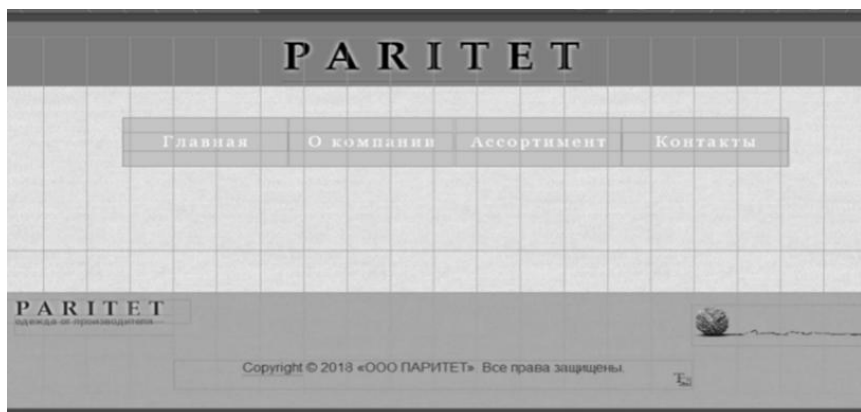 PARITET
Главная О компании Ассортимент Контакты
PARITET
одежда от производителя
Copyright © 2018 «ООО ПАРИТЕТ» Все права защищены.